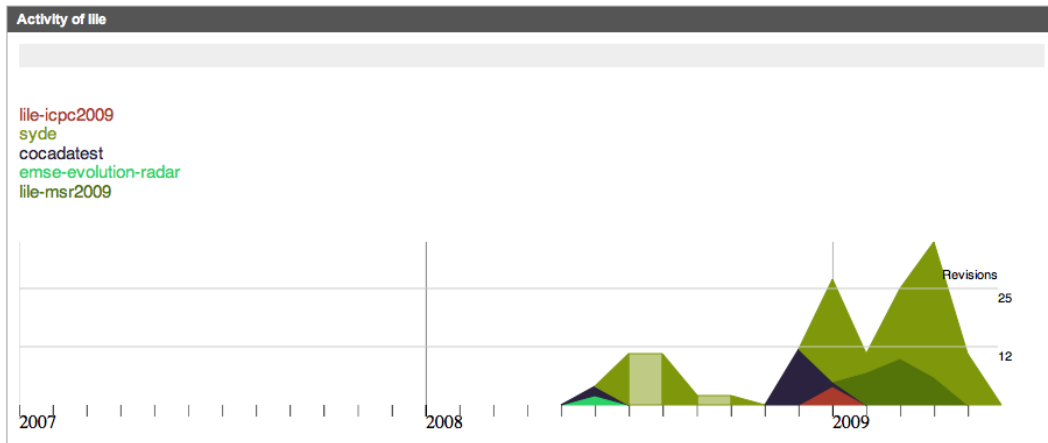 Activity of lile
lile-icpc2009
syde
cocadatest
emse-evolution-radar
lile-msr2009
Revisions
25
12
2007 2008 2009